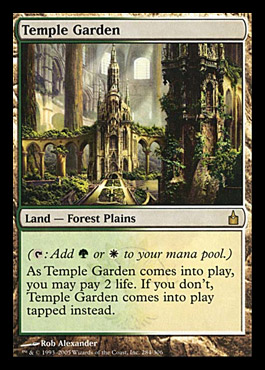 Temple Garden
Land — Forest Plains
( : Add or to your mana pool.)
As Temple Garden comes into play,
you may pay 2 life. If you don't,
Temple Garden comes into play
tapped instead.
Rob Alexander
™ & © 1993-2005 Wizards of the Coast, Inc. 284/306